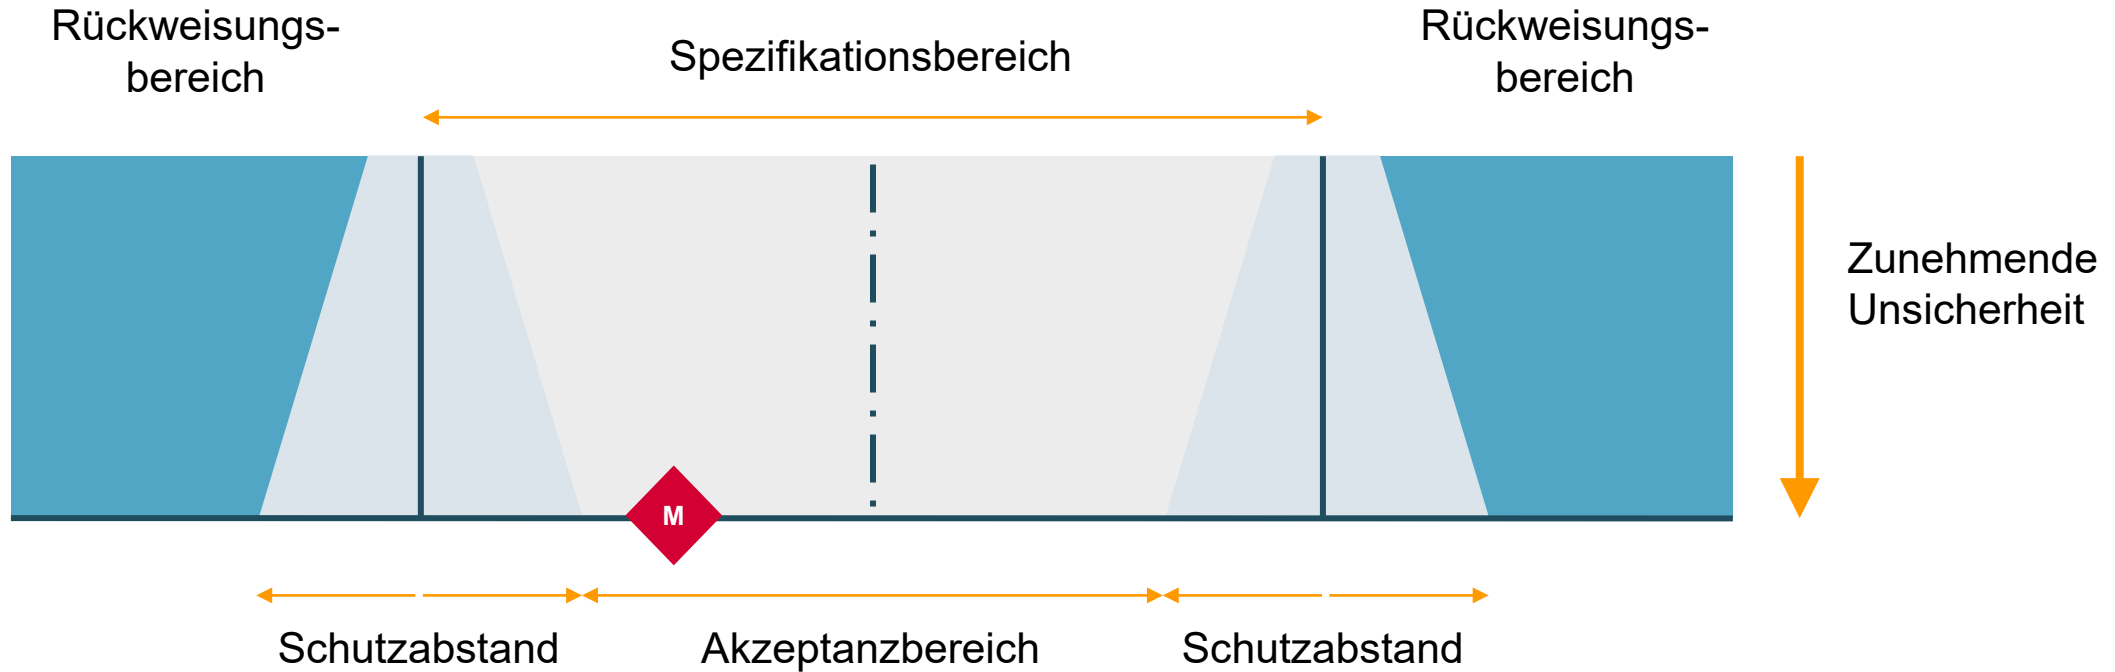 Rückweisungs-
bereich
Spezifikationsbereich
Rückweisungs-
bereich
Zunehmende
Unsicherheit
M
Schutzabstand
Akzeptanzbereich
Schutzabstand